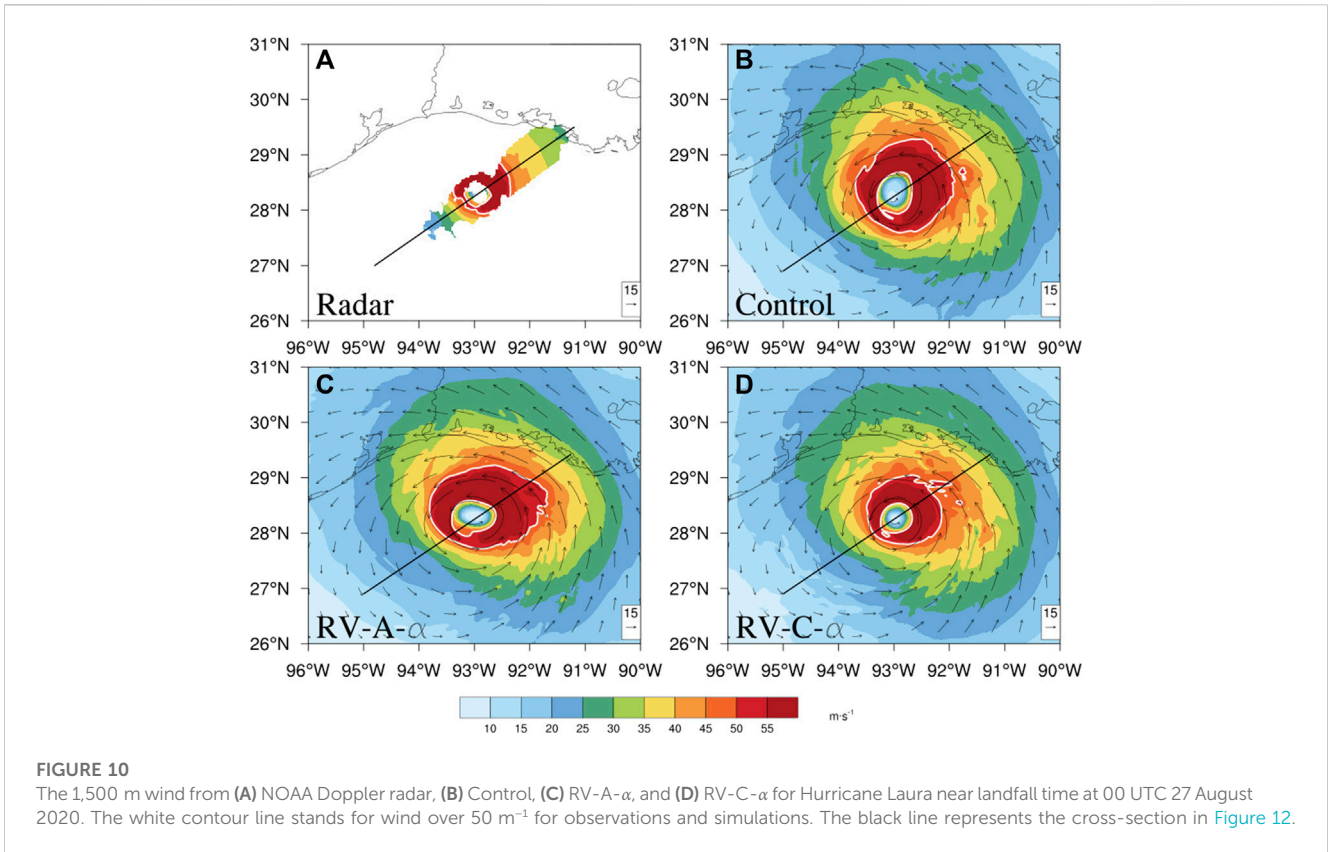 31°N
A
30°N
29°N
28°N
27°N
26°N
Radar
15
96°W 95°W 94°W 93°W 92°W 91°W 90°W
31°N
B
30°N
29°N
28°N
27°N
26°N
Control
15
96°W 95°W 94°W 93°W 92°W 91°W 90°W
31°N
C
30°N
29°N
28°N
27°N
26°N
RV-A-α
15
96°W 95°W 94°W 93°W 92°W 91°W 90°W
31°N
D
30°N
29°N
28°N
27°N
26°N
RV-C-α
15
96°W 95°W 94°W 93°W 92°W 91°W 90°W
10 15 20 25 30 35 40 45 50 55
m·s⁻¹
FIGURE 10
The 1,500 m wind from (A) NOAA Doppler radar, (B) Control, (C) RV-A-α, and (D) RV-C-α for Hurricane Laura near landfall time at 00 UTC 27 August
2020. The white contour line stands for wind over 50 m⁻¹ for observations and simulations. The black line represents the cross-section in Figure 12.